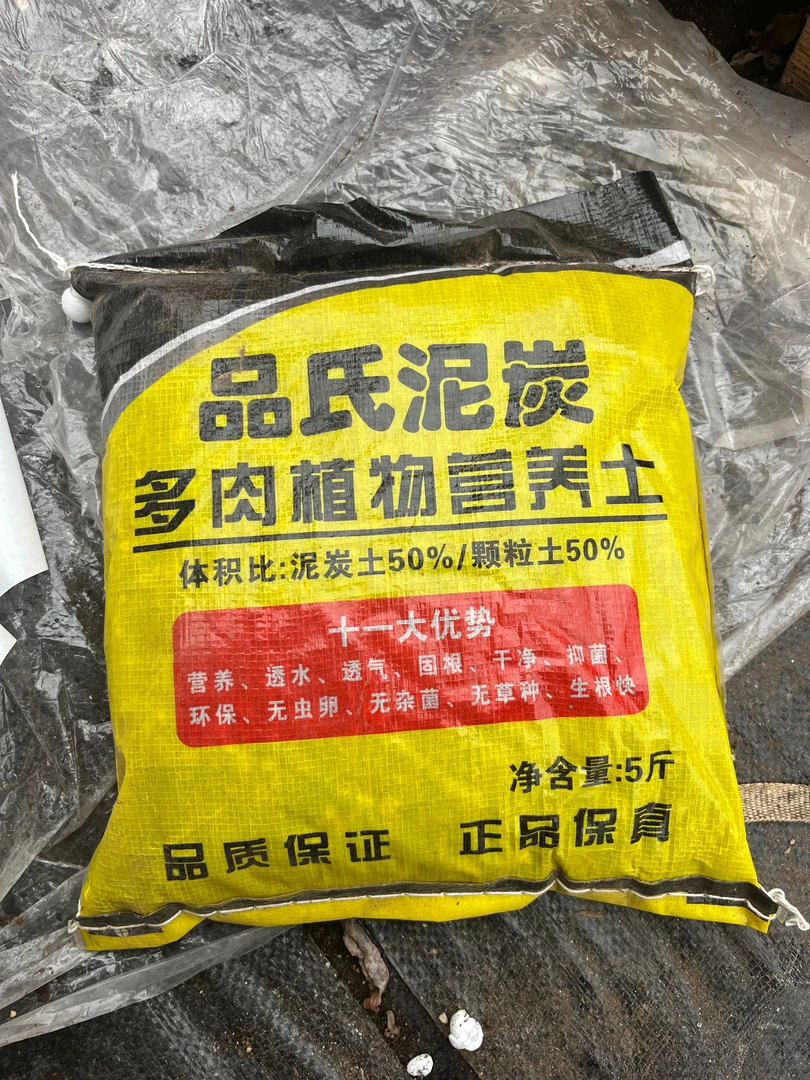 品氏泥炭
多肉植物营养土
体积比:泥炭土50%/颗粒土50%
十一大优势
营养、透水、透气、固根、干净、抑菌、
环保、无虫卵、无杂菌、无草种、生根快
净含量:5斤
品质保证 正品保真